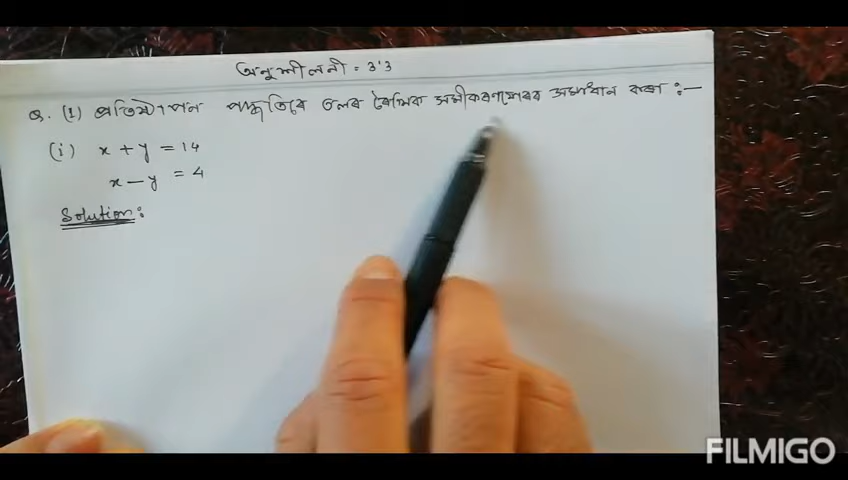 অনুশীলনী - 3'3
Q. (1) প্ৰতিস্থাপন পদ্ধতিৰে তলৰ ৰৈখিক সমীকৰণযোৰৰ সমাধান কৰা :-
(i) x + y = 14
x - y = 4
Solution:
FILMIGO